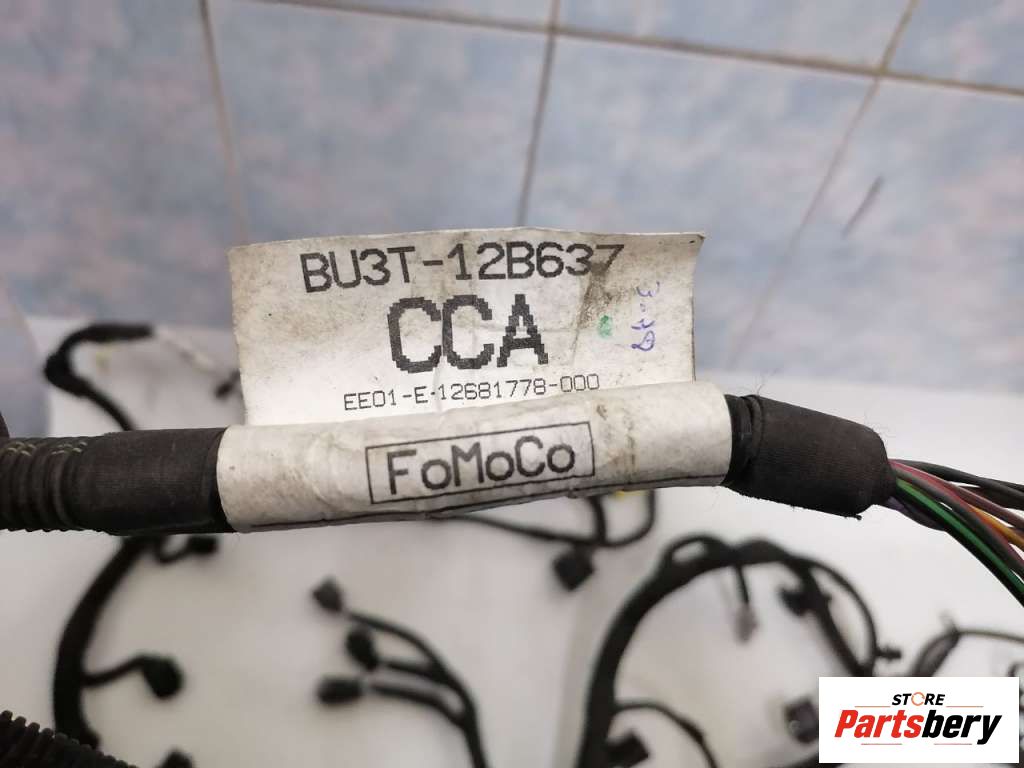 BU3T-12B637
CCA
EE01-E-12681778-000
FoMoCo
STORE
Partsbery